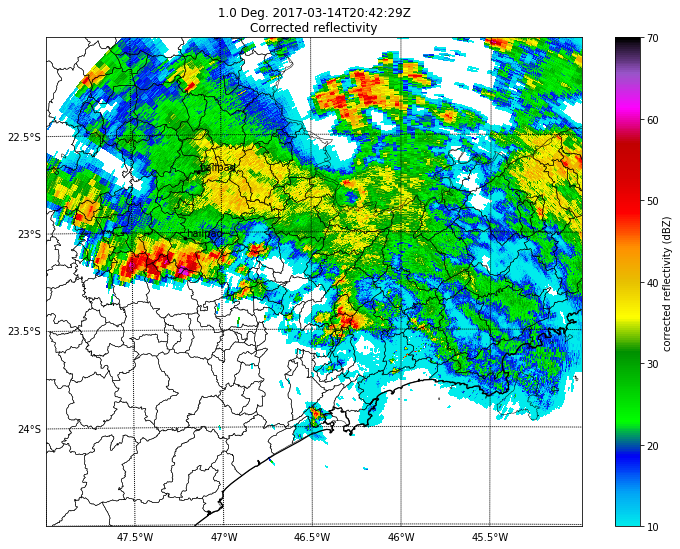 1.0 Deg. 2017-03-14T20:42:29Z
Corrected reflectivity
22.5°S
23°S
23.5°S
24°S
hailpad
47.5°W
47°W
46.5°W
46°W
45.5°W
70
60
50
40
30
20
10
corrected reflectivity (dBZ)